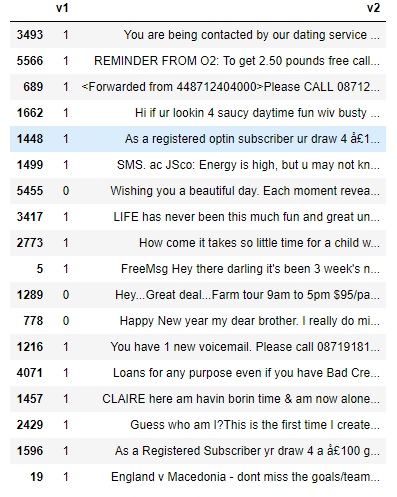 v1 v2
3493 1 You are being contacted by our dating service ...
5566 1 REMINDER FROM O2: To get 2.50 pounds free call...
689 1 <Forwarded from 448712404000>Please CALL 08712...
1662 1 Hi if ur lookin 4 saucy daytime fun wiv busty ...
1448 1 As a registered optin subscriber ur draw 4 å£1...
1499 1 SMS. ac JSco: Energy is high, but u may not kn...
5455 0 Wishing you a beautiful day. Each moment revea...
3417 1 LIFE has never been this much fun and great un...
2773 1 How come it takes so little time for a child w...
5 1 FreeMsg Hey there darling it's been 3 week's n...
1289 0 Hey...Great deal...Farm tour 9am to 5pm $95/pa...
778 0 Happy New year my dear brother. I really do mi...
1216 1 You have 1 new voicemail. Please call 08719181...
4071 1 Loans for any purpose even if you have Bad Cre...
1457 1 CLAIRE here am havin borin time & am now alone...
2429 1 Guess who am I?This is the first time I create...
1596 1 As a Registered Subscriber yr draw 4 a å£100 g...
19 1 England v Macedonia - dont miss the goals/team...